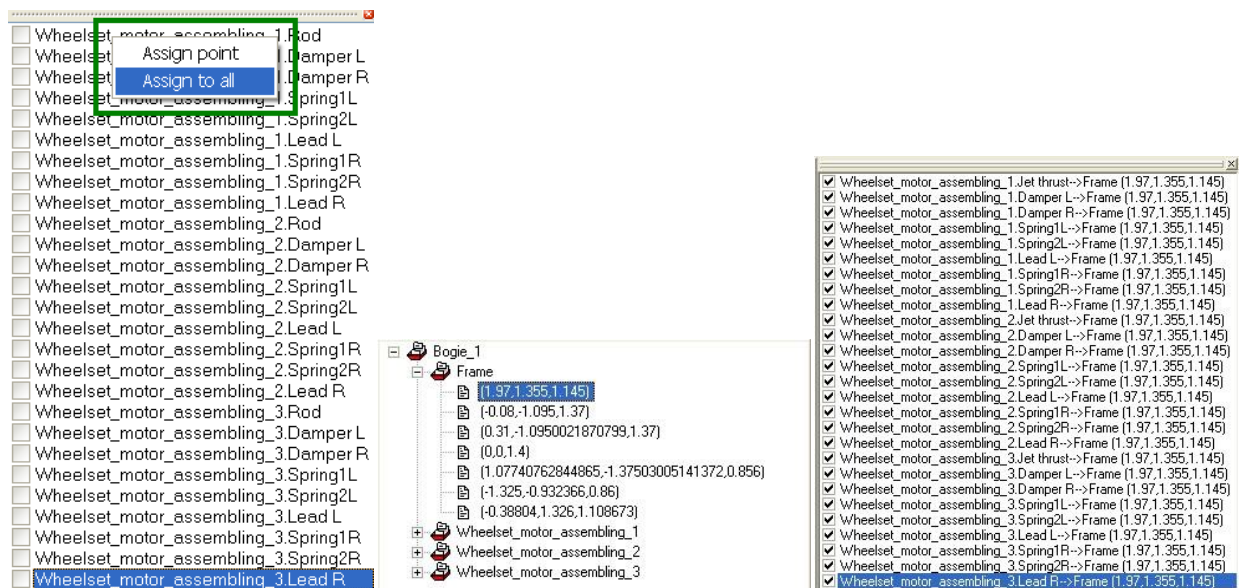 Wheelset_motor_assembling_1.Rod
Assign point
Assign to all
Wheelset_motor_assembling_1.Damper L
Wheelset_motor_assembling_1.Damper R
Wheelset_motor_assembling_1.Spring1L
Wheelset_motor_assembling_1.Spring2L
Wheelset_motor_assembling_1.Lead L
Wheelset_motor_assembling_1.Spring1R
Wheelset_motor_assembling_1.Spring2R
Wheelset_motor_assembling_1.Lead R
Wheelset_motor_assembling_2.Rod
Wheelset_motor_assembling_2.Damper L
Wheelset_motor_assembling_2.Damper R
Wheelset_motor_assembling_2.Spring1L
Wheelset_motor_assembling_2.Spring2L
Wheelset_motor_assembling_2.Lead L
Wheelset_motor_assembling_2.Spring1R
Wheelset_motor_assembling_2.Spring2R
Wheelset_motor_assembling_2.Lead R
Wheelset_motor_assembling_3.Rod
Wheelset_motor_assembling_3.Damper L
Wheelset_motor_assembling_3.Damper R
Wheelset_motor_assembling_3.Spring1L
Wheelset_motor_assembling_3.Spring2L
Wheelset_motor_assembling_3.Lead L
Wheelset_motor_assembling_3.Spring1R
Wheelset_motor_assembling_3.Spring2R
Wheelset_motor_assembling_3.Lead R
Bogie_1
Frame
(1.97,1.355,1.145)
(-0.08,-1.095,1.37)
(0.31,-1.0950021870799,1.37)
(0,0,1.4)
(1.07740762844865,-1.37503005141372,0.856)
(-1.325,-0.932366,0.86)
(-0.38804,1.326,1.108673)
Wheelset_motor_assembling_1
Wheelset_motor_assembling_2
Wheelset_motor_assembling_3
Wheelset_motor_assembling_1.Jet thrust-->Frame (1.97,1.355,1.145)
Wheelset_motor_assembling_1.Damper L-->Frame (1.97,1.355,1.145)
Wheelset_motor_assembling_1.Damper R-->Frame (1.97,1.355,1.145)
Wheelset_motor_assembling_1.Spring1L-->Frame (1.97,1.355,1.145)
Wheelset_motor_assembling_1.Spring2L-->Frame (1.97,1.355,1.145)
Wheelset_motor_assembling_1.Lead L-->Frame (1.97,1.355,1.145)
Wheelset_motor_assembling_1.Spring1R-->Frame (1.97,1.355,1.145)
Wheelset_motor_assembling_1.Spring2R-->Frame (1.97,1.355,1.145)
Wheelset_motor_assembling_1.Lead R-->Frame (1.97,1.355,1.145)
Wheelset_motor_assembling_2.Jet thrust-->Frame (1.97,1.355,1.145)
Wheelset_motor_assembling_2.Damper L-->Frame (1.97,1.355,1.145)
Wheelset_motor_assembling_2.Damper R-->Frame (1.97,1.355,1.145)
Wheelset_motor_assembling_2.Spring1L-->Frame (1.97,1.355,1.145)
Wheelset_motor_assembling_2.Spring2L-->Frame (1.97,1.355,1.145)
Wheelset_motor_assembling_2.Lead L-->Frame (1.97,1.355,1.145)
Wheelset_motor_assembling_2.Spring1R-->Frame (1.97,1.355,1.145)
Wheelset_motor_assembling_2.Spring2R-->Frame (1.97,1.355,1.145)
Wheelset_motor_assembling_2.Lead R-->Frame (1.97,1.355,1.145)
Wheelset_motor_assembling_3.Jet thrust-->Frame (1.97,1.355,1.145)
Wheelset_motor_assembling_3.Damper L-->Frame (1.97,1.355,1.145)
Wheelset_motor_assembling_3.Damper R-->Frame (1.97,1.355,1.145)
Wheelset_motor_assembling_3.Spring1L-->Frame (1.97,1.355,1.145)
Wheelset_motor_assembling_3.Spring2L-->Frame (1.97,1.355,1.145)
Wheelset_motor_assembling_3.Lead L-->Frame (1.97,1.355,1.145)
Wheelset_motor_assembling_3.Spring1R-->Frame (1.97,1.355,1.145)
Wheelset_motor_assembling_3.Spring2R-->Frame (1.97,1.355,1.145)
Wheelset_motor_assembling_3.Lead R-->Frame (1.97,1.355,1.145)